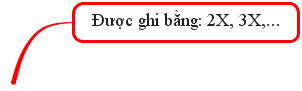 Được ghi bằng: 2X, 3X,...